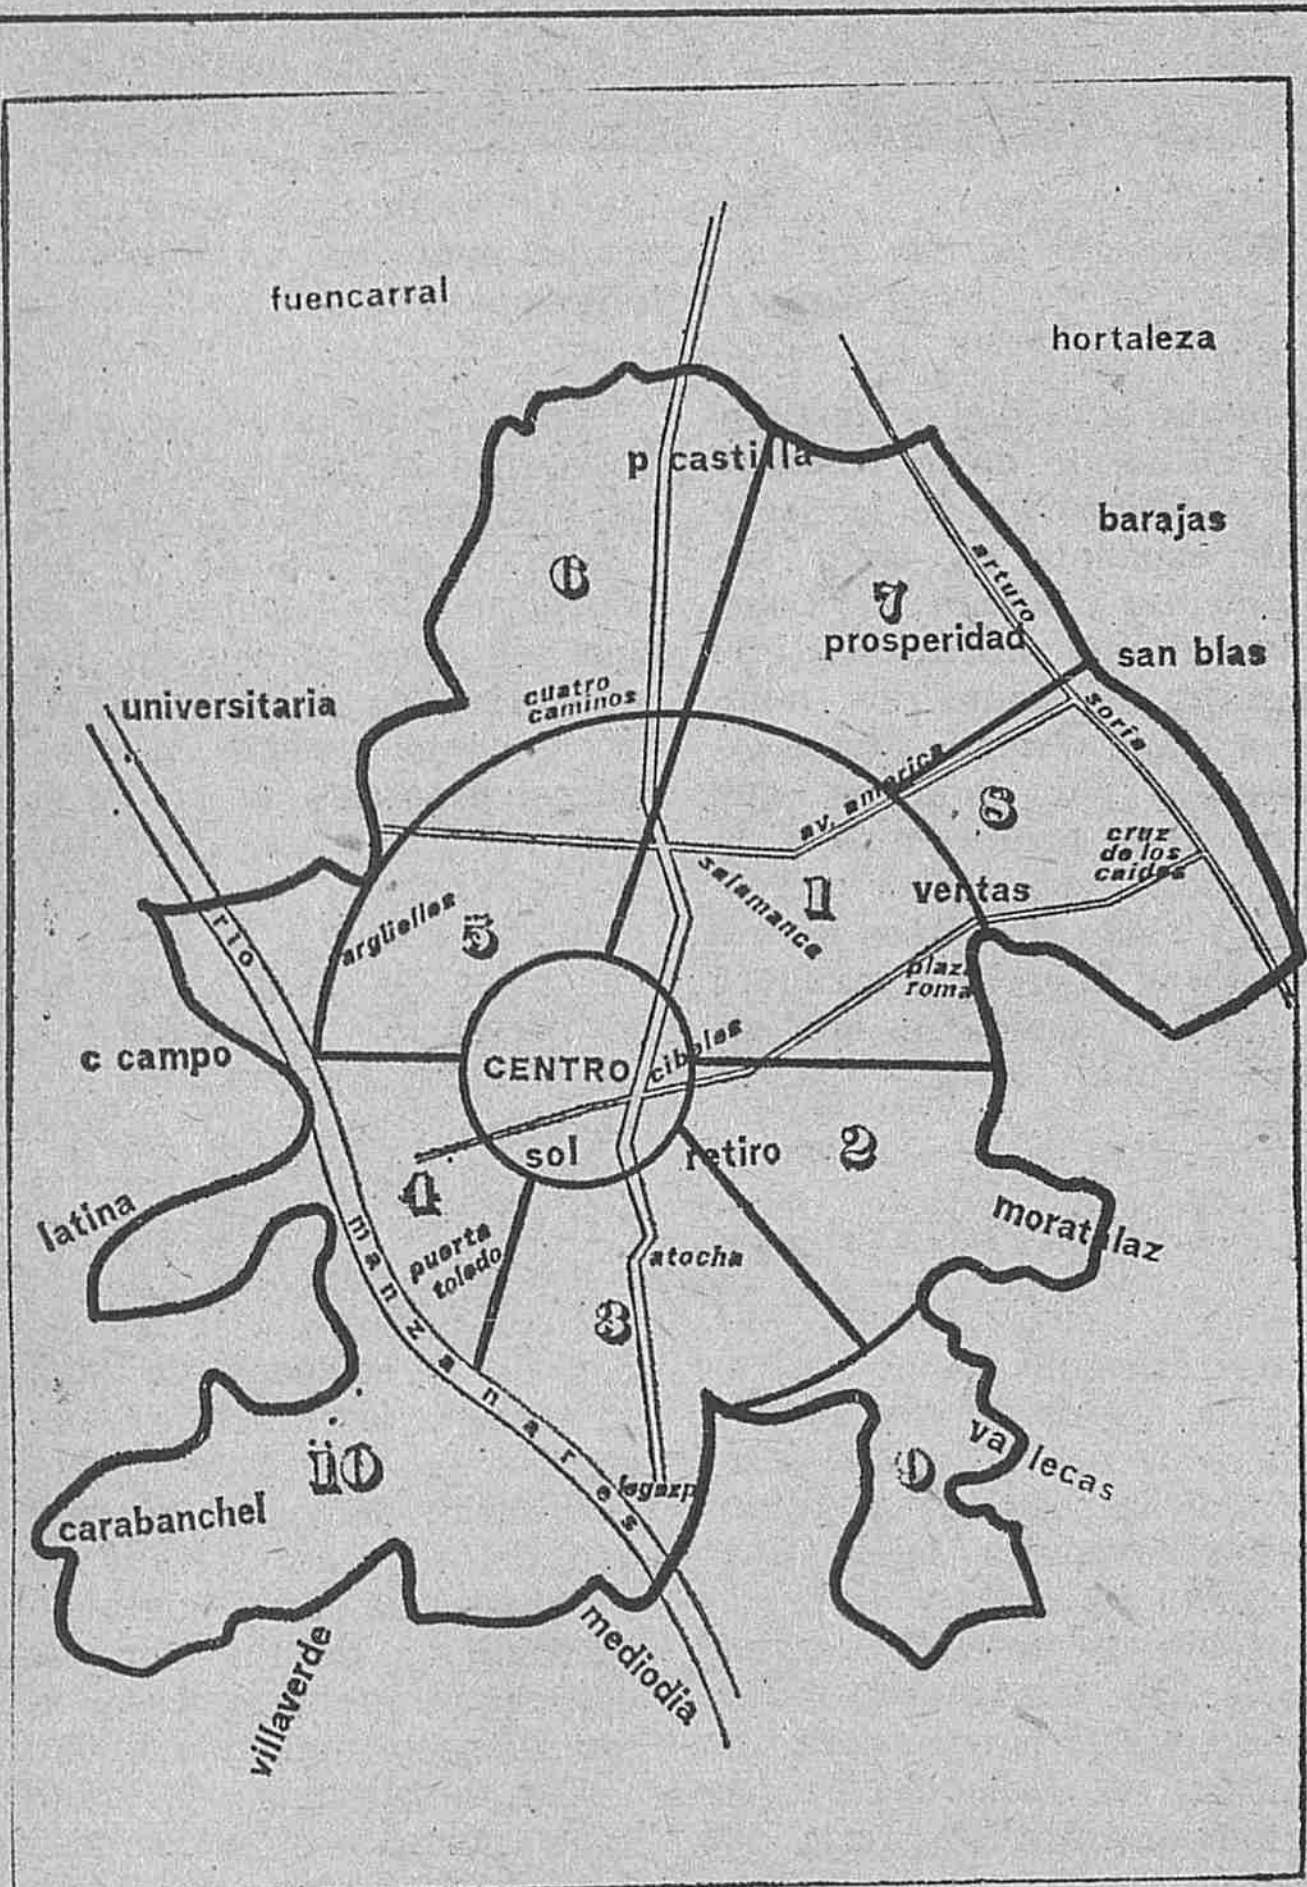 fuencarral
hortaleza
p castilla
barajas
6
arturo
7
prosperidad
san blas
cuatro
caminos
universitaria
soria
av. america
8
cruz
de los
caidos
salamanca
1
ventas
rio
argüelles
5
plaza
roma
c campo
CENTRO
cibeles
sol
retiro
2
4
latina
manzanares
puerta
toledo
moratalaz
atocha
3
vallecas
10
9
legazpi
carabanchel
villaverde
mediodia